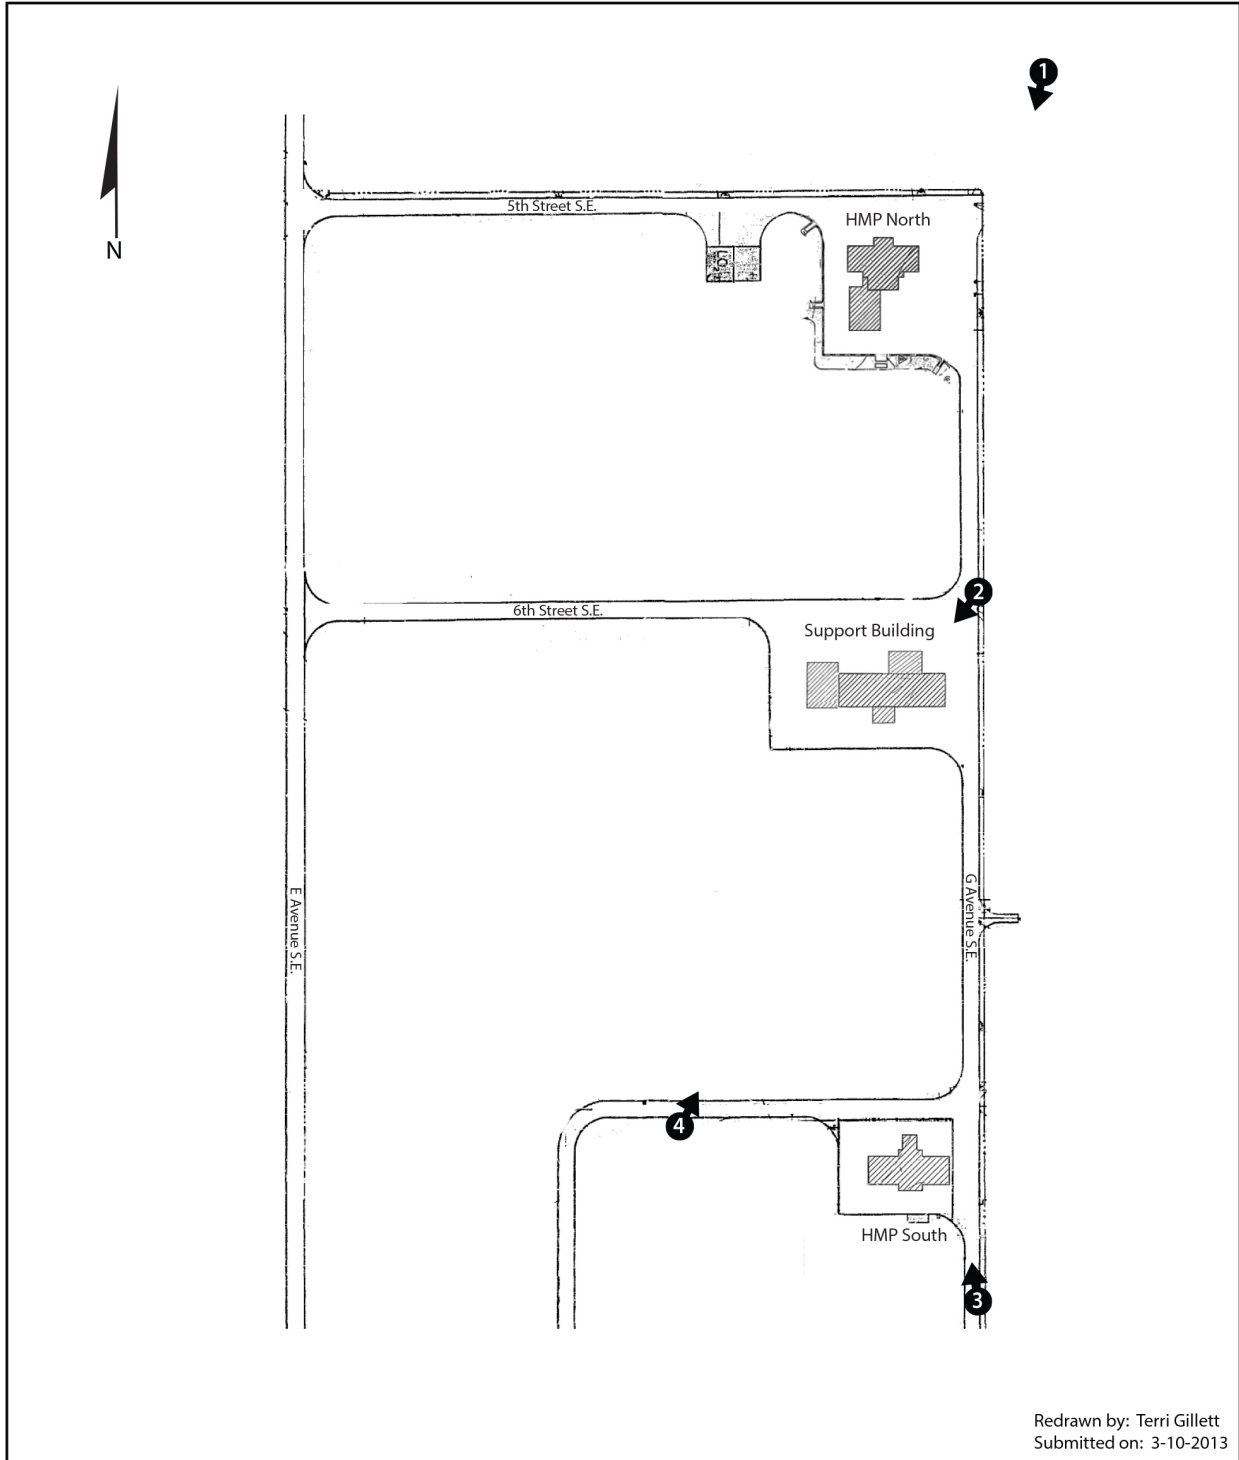 1
5th Street S.E.
HMP North
N
6th Street S.E.
2
Support Building
E Avenue S.E.
G Avenue S.E.
4
HMP South
3
Redrawn by: Terri Gillett
Submitted on: 3-10-2013